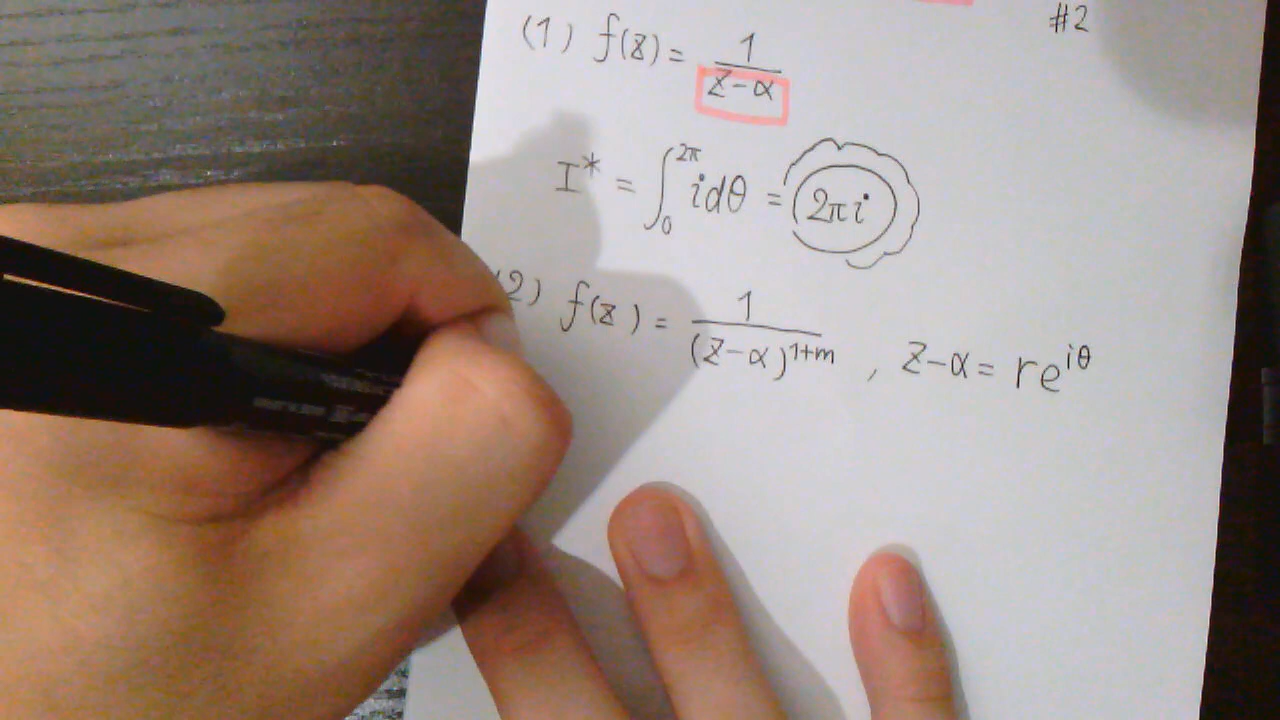 #2
(1) f(z) = 1/(z-α)
I* = ∫₀^{2π} i dθ = 2πi
2) f(z) = 1/(z-α)^{1+m} , z-α = re^{iθ}